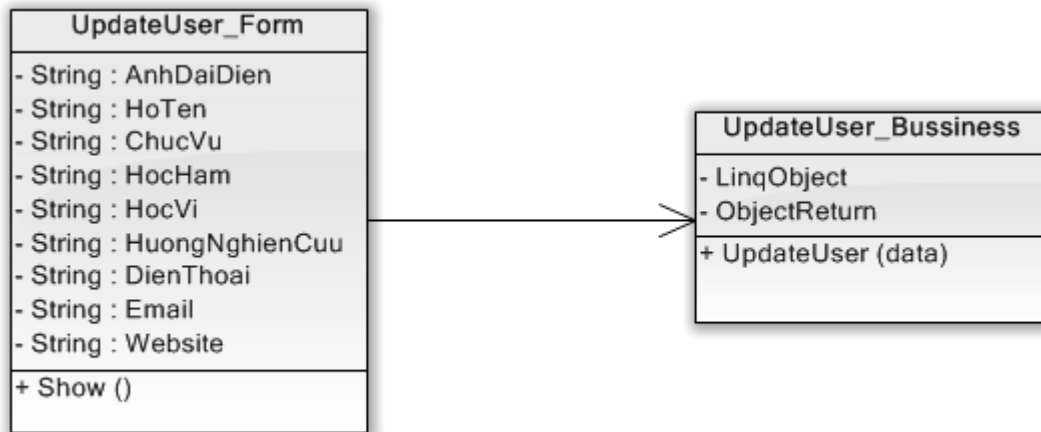 UpdateUser_Form
- String : AnhDaiDien
- String : HoTen
- String : ChucVu
- String : HocHam
- String : HocVi
- String : HuongNghienCuu
- String : DienThoai
- String : Email
- String : Website
+ Show ()
UpdateUser_Bussiness
- LinqObject
- ObjectReturn
+ UpdateUser (data)